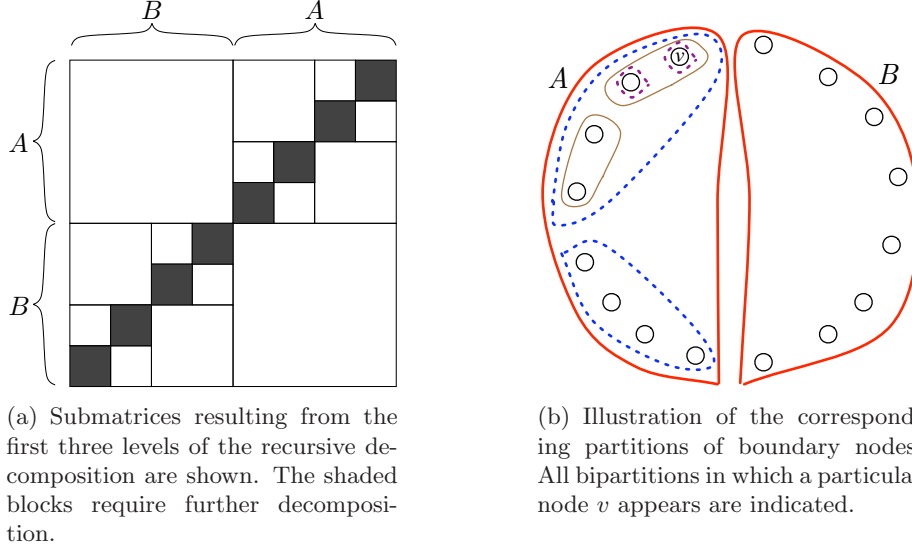 B
A
A
B
(a) Submatrices resulting from the
first three levels of the recursive de-
composition are shown. The shaded
blocks require further decomposi-
tion.
A
v
B
(b) Illustration of the correspond-
ing partitions of boundary nodes
All bipartitions in which a particula
node v appears are indicated.